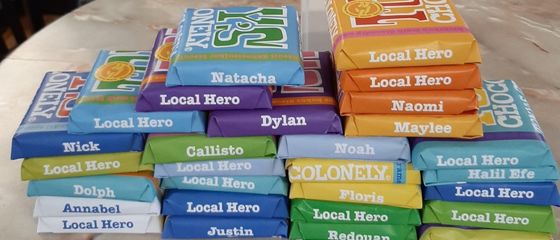 Natacha
Local Hero
Local Hero
Local Hero
Naomi
Maylee
Local Hero
Dylan
Nick
Callisto
Noah
Local Hero
Local Hero
Local Hero
CHOCOLONELY.
Halil Efe
Dolph
Local Hero
Floris
Local Hero
Annabel
Local Hero
Local Hero
Local Hero
Local Hero
Justin
Redouan